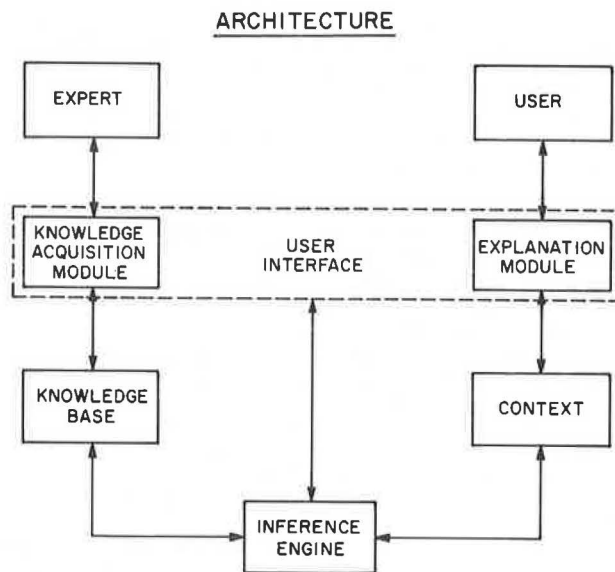 ARCHITECTURE
EXPERT
USER
KNOWLEDGE
ACQUISITION
MODULE
USER
INTERFACE
EXPLANATION
MODULE
KNOWLEDGE
BASE
CONTEXT
INFERENCE
ENGINE